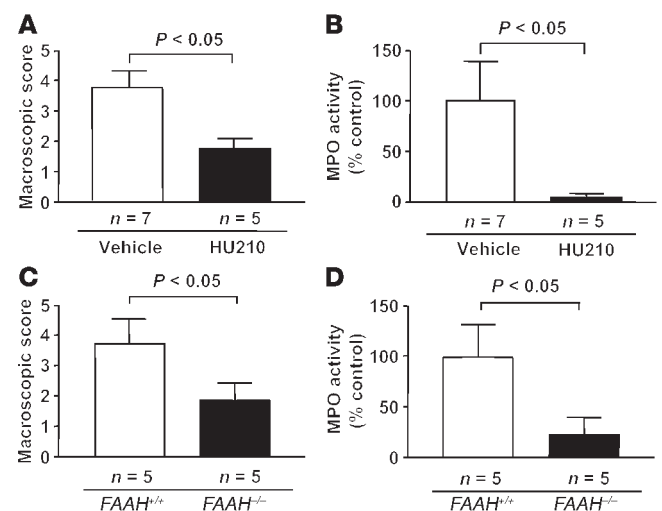 A
P < 0.05
Macroscopic score
5
4
3
2
1
0
n = 7 n = 5
Vehicle HU210
B
P < 0.05
MPO activity
(% control)
150
100
50
0
n = 7 n = 5
Vehicle HU210
C
P < 0.05
Macroscopic score
5
4
3
2
1
0
n = 5 n = 5
FAAH+/+ FAAH–/–
D
P < 0.05
MPO activity
(% control)
150
100
50
0
n = 5 n = 5
FAAH+/+ FAAH–/–